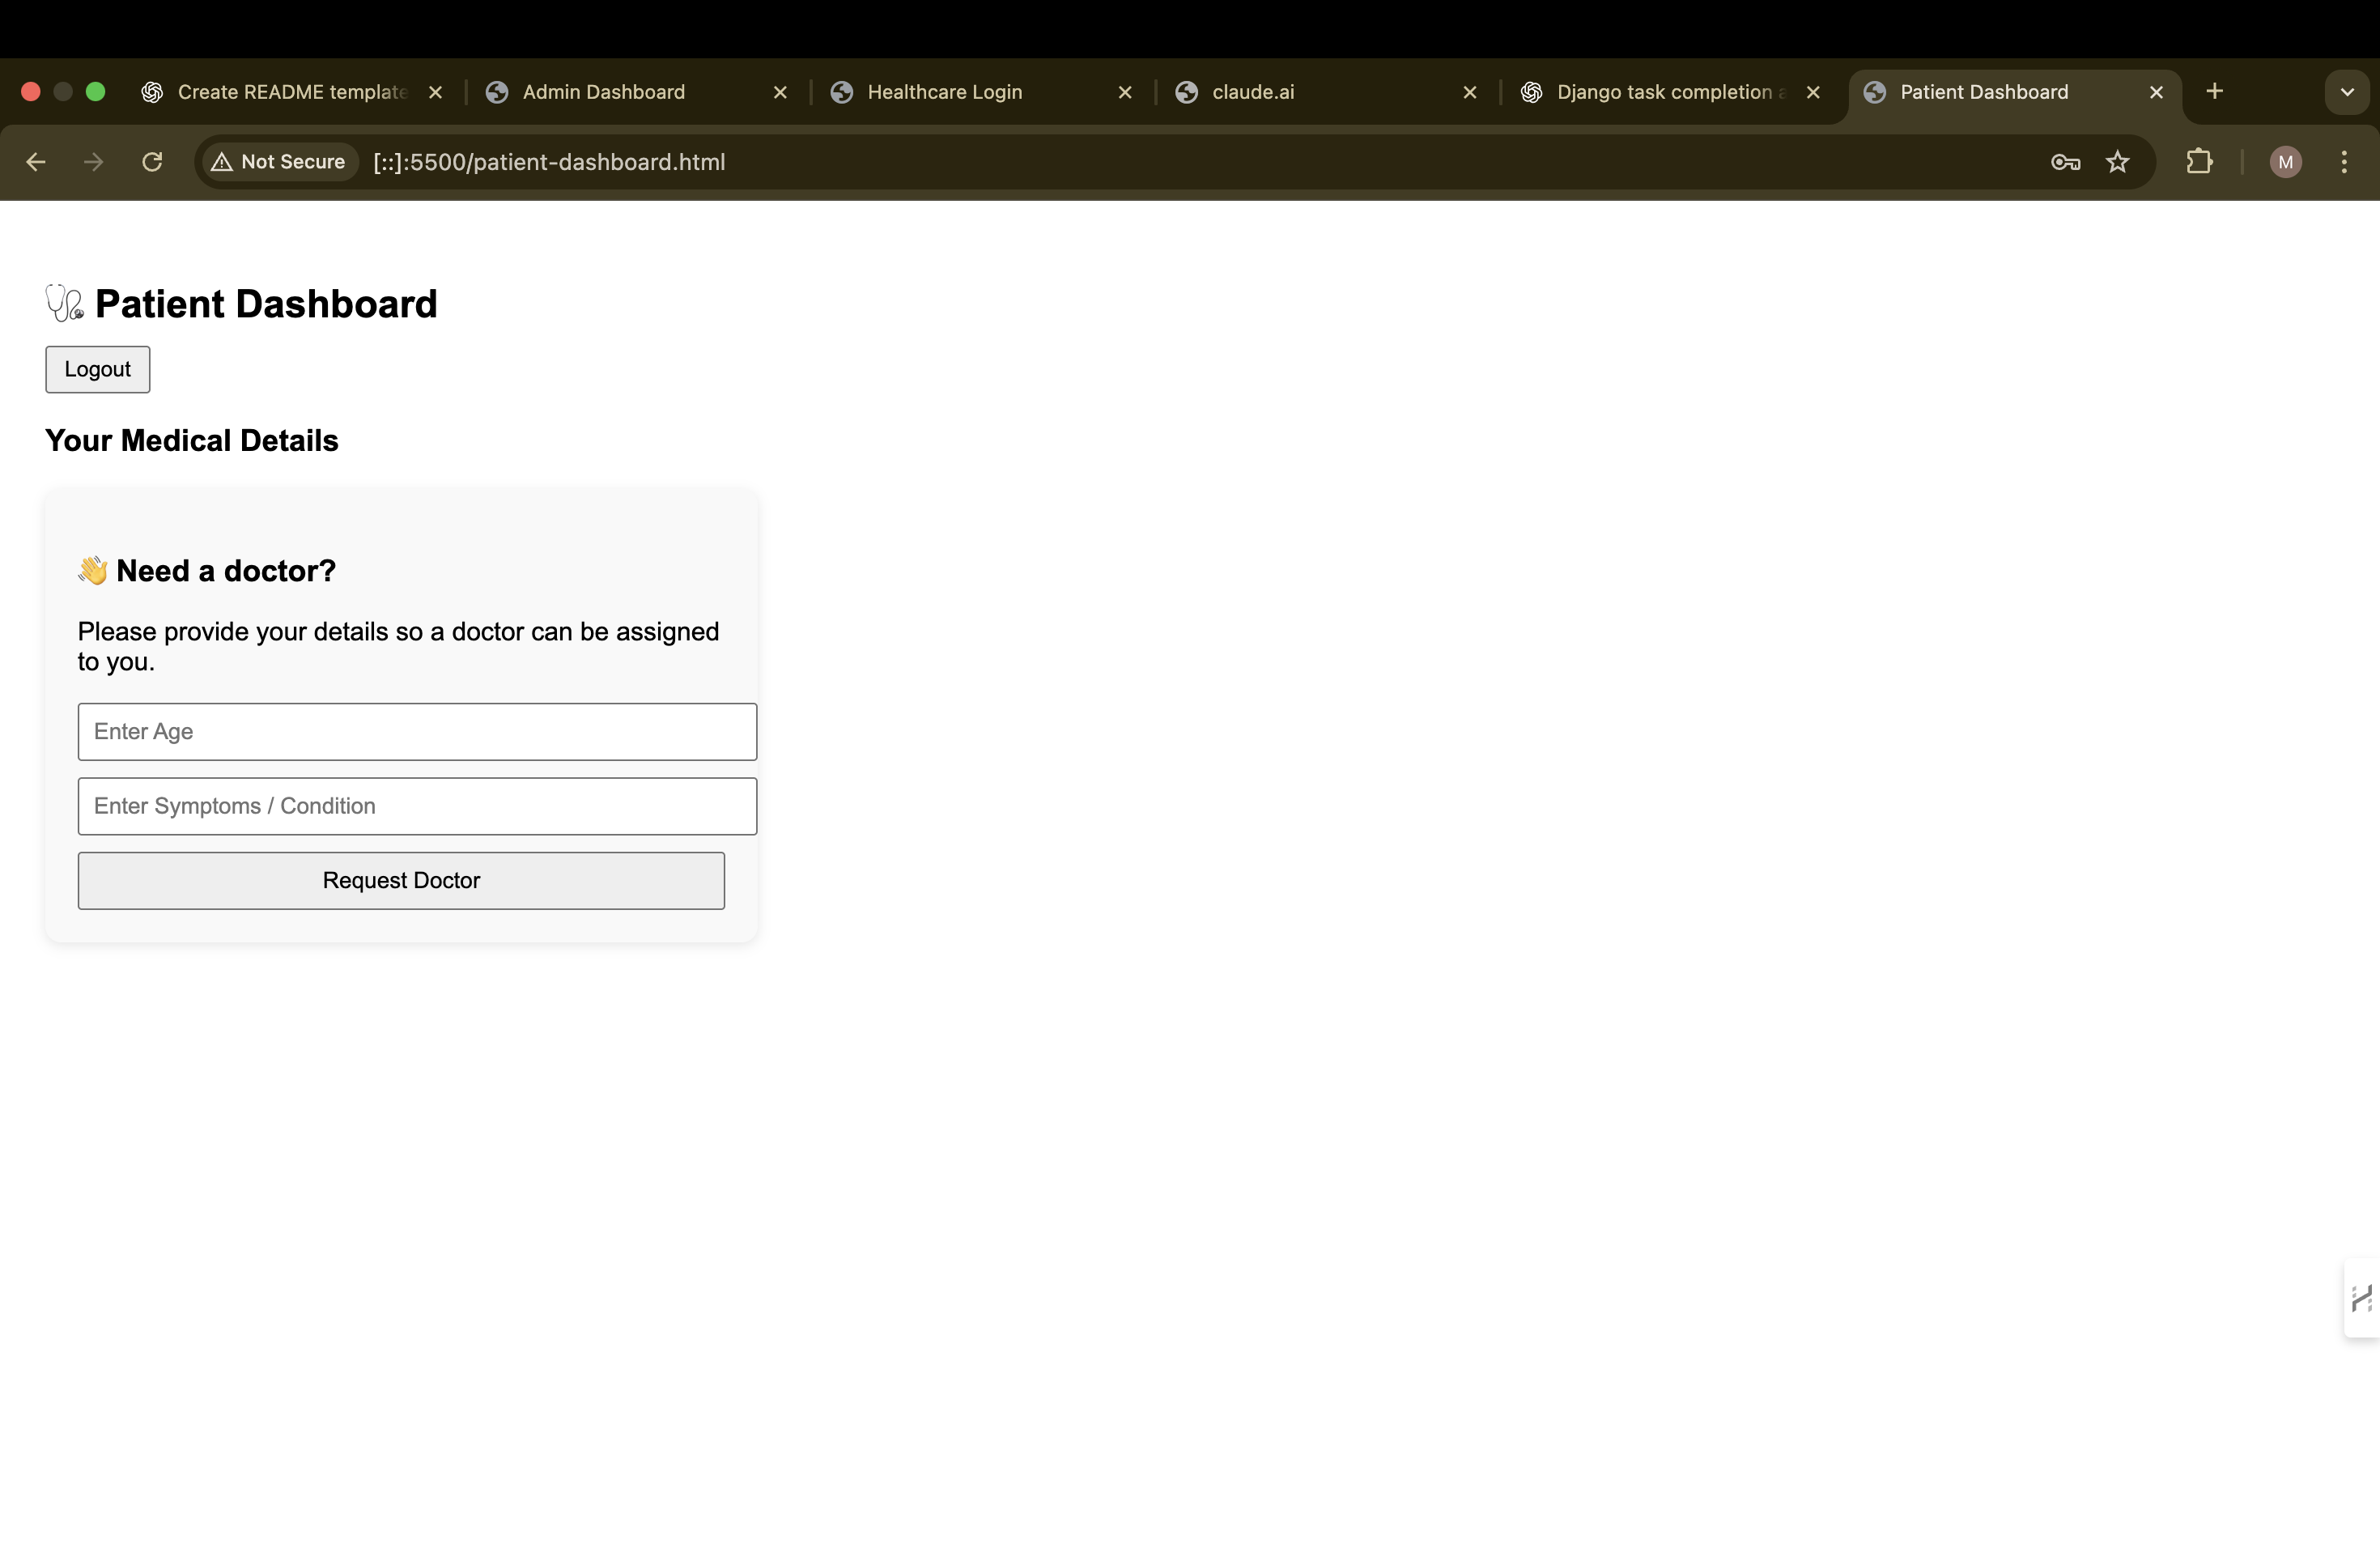 Create README template
Admin Dashboard
Healthcare Login
claude.ai
Django task completion a
Patient Dashboard
Not Secure
[::]:5500/patient-dashboard.html
M
🩺 Patient Dashboard
Logout
Your Medical Details
👋 Need a doctor?
Please provide your details so a doctor can be assigned
to you.
Enter Age
Enter Symptoms / Condition
Request Doctor